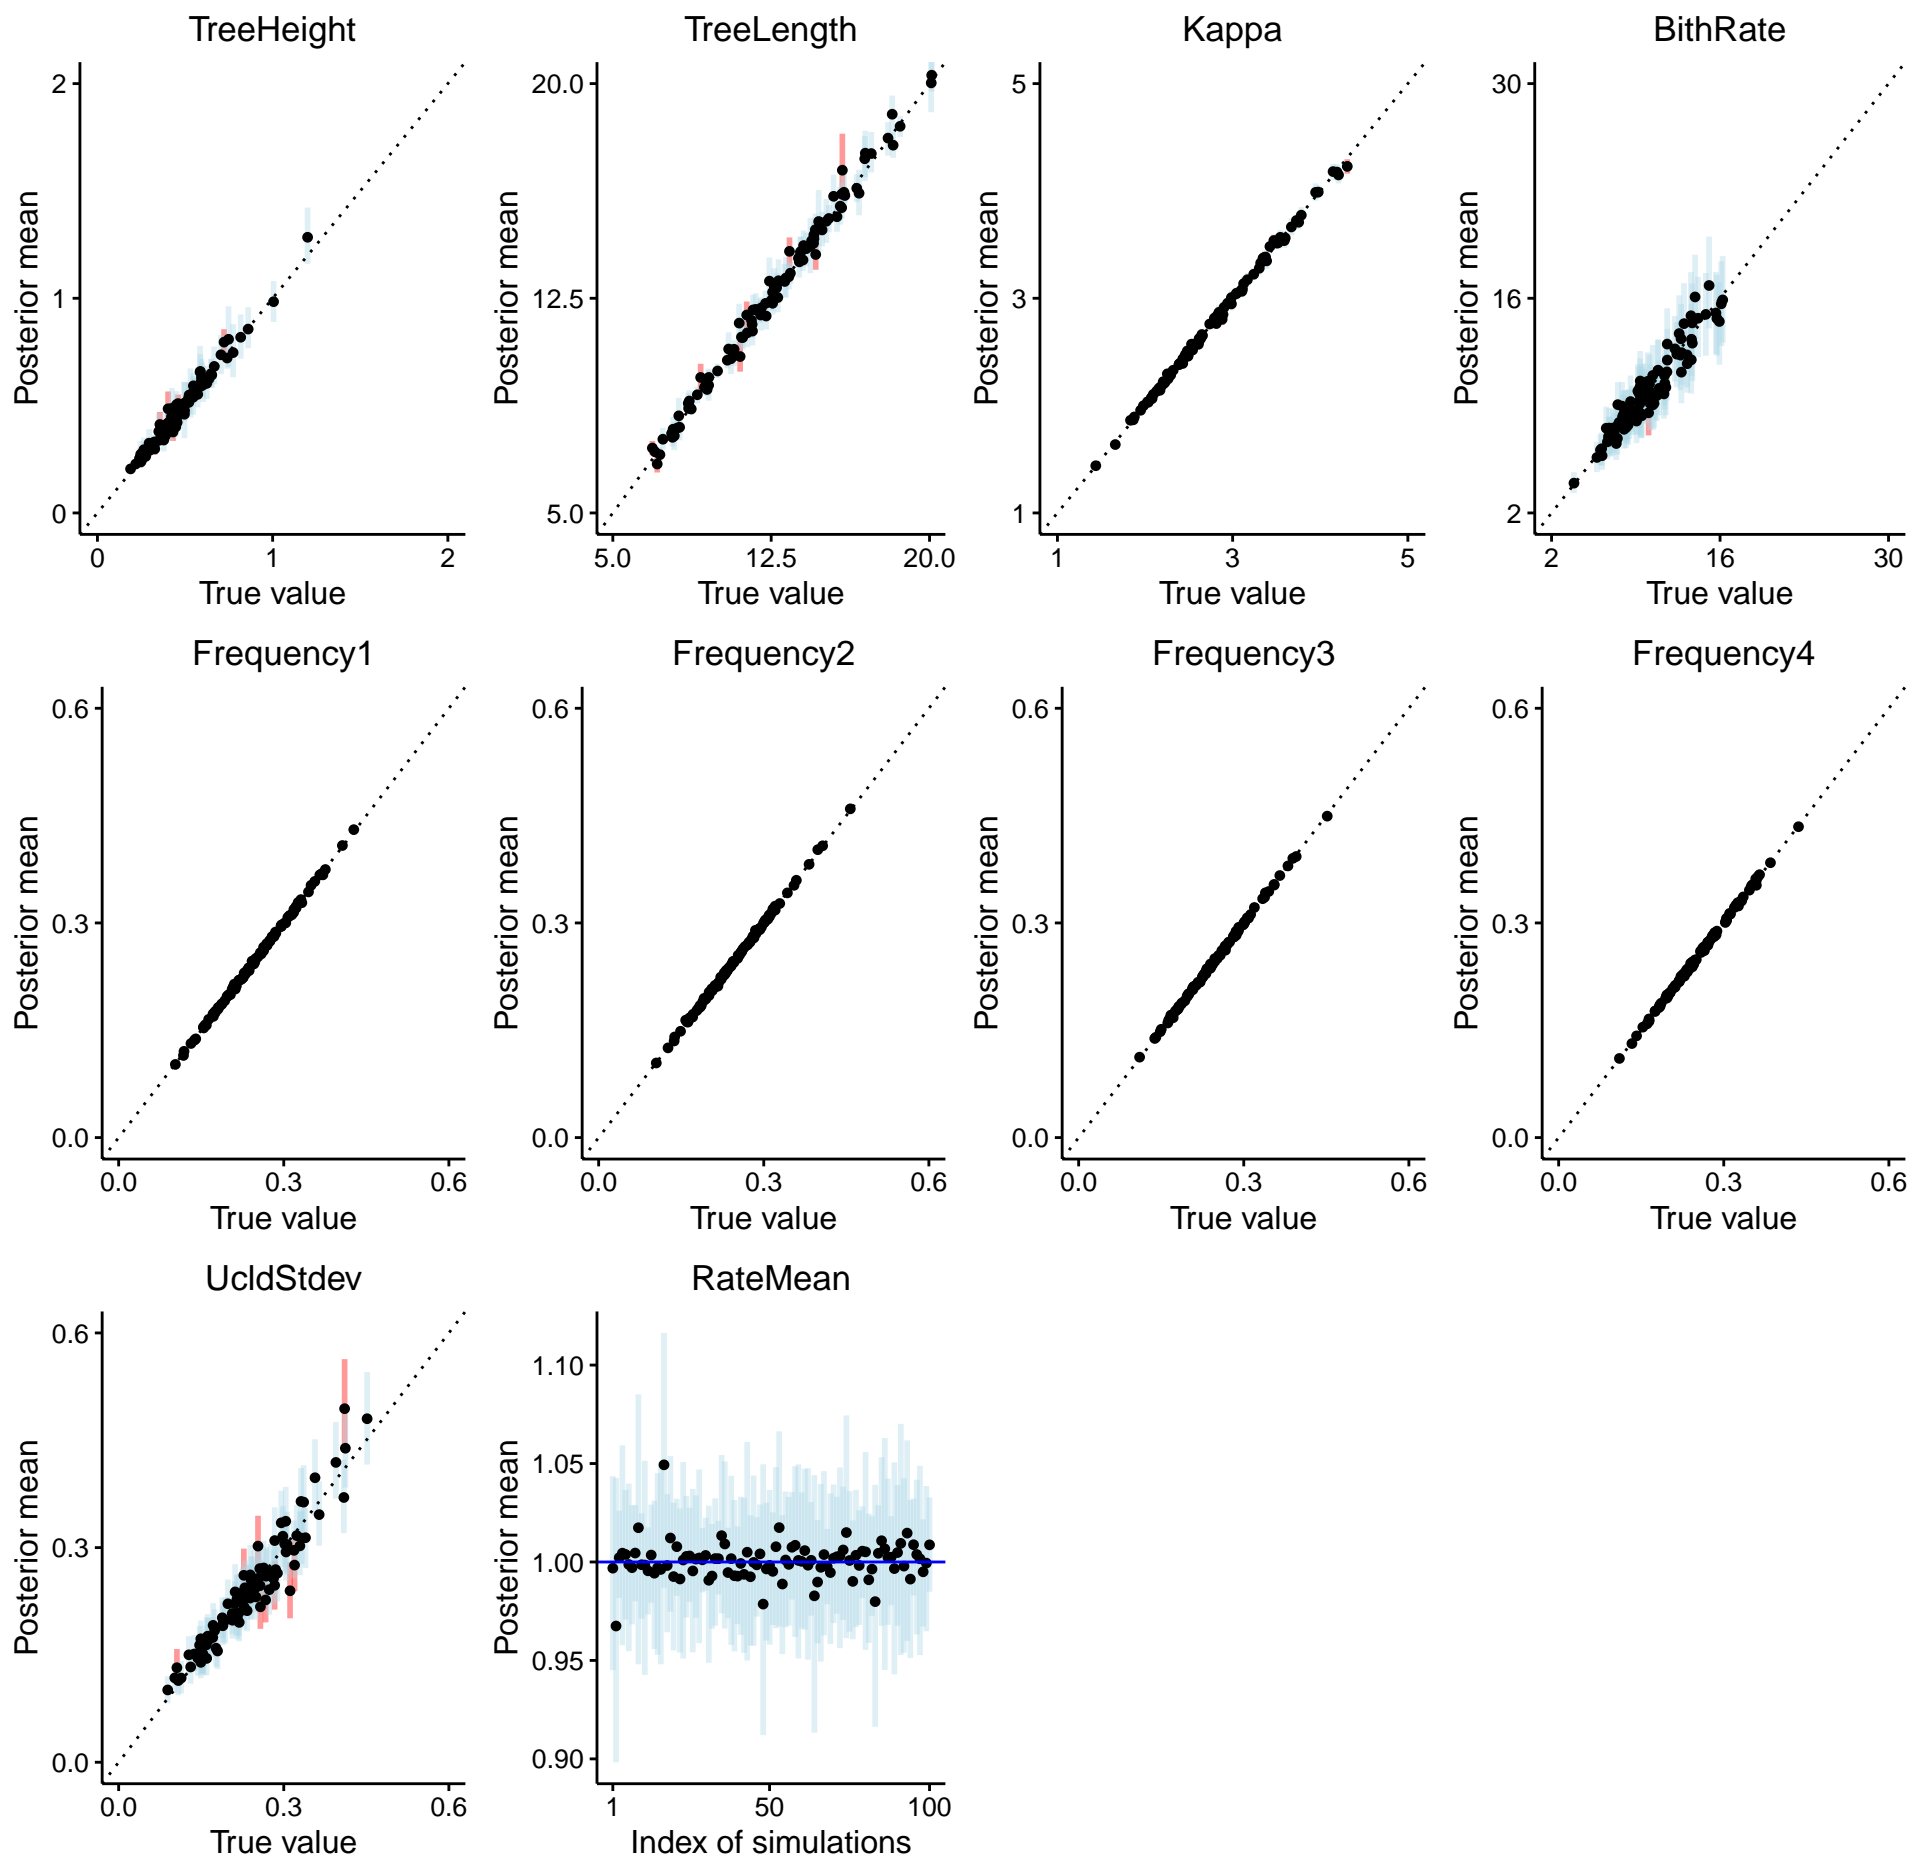 TreeHeight TreeLength Kappa BithRate
2 20.0 5 30
Posterior mean Posterior mean Posterior mean Posterior mean
1 12.5 3 16
0 5.0 1 2
0 1 2 5.0 12.5 20.0 1 3 5 2 16 30
True value True value True value True value
Frequency1 Frequency2 Frequency3 Frequency4
0.6 0.6 0.6 0.6
Posterior mean Posterior mean Posterior mean Posterior mean
0.3 0.3 0.3 0.3
0.0 0.0 0.0 0.0
0.0 0.3 0.6 0.0 0.3 0.6 0.0 0.3 0.6 0.0 0.3 0.6
True value True value True value True value
UcldStdev RateMean
0.6 1.10
1.05
Posterior mean Posterior mean
0.3 1.00
0.95
0.0 0.90
0.0 0.3 0.6 1 50 100
True value Index of simulations